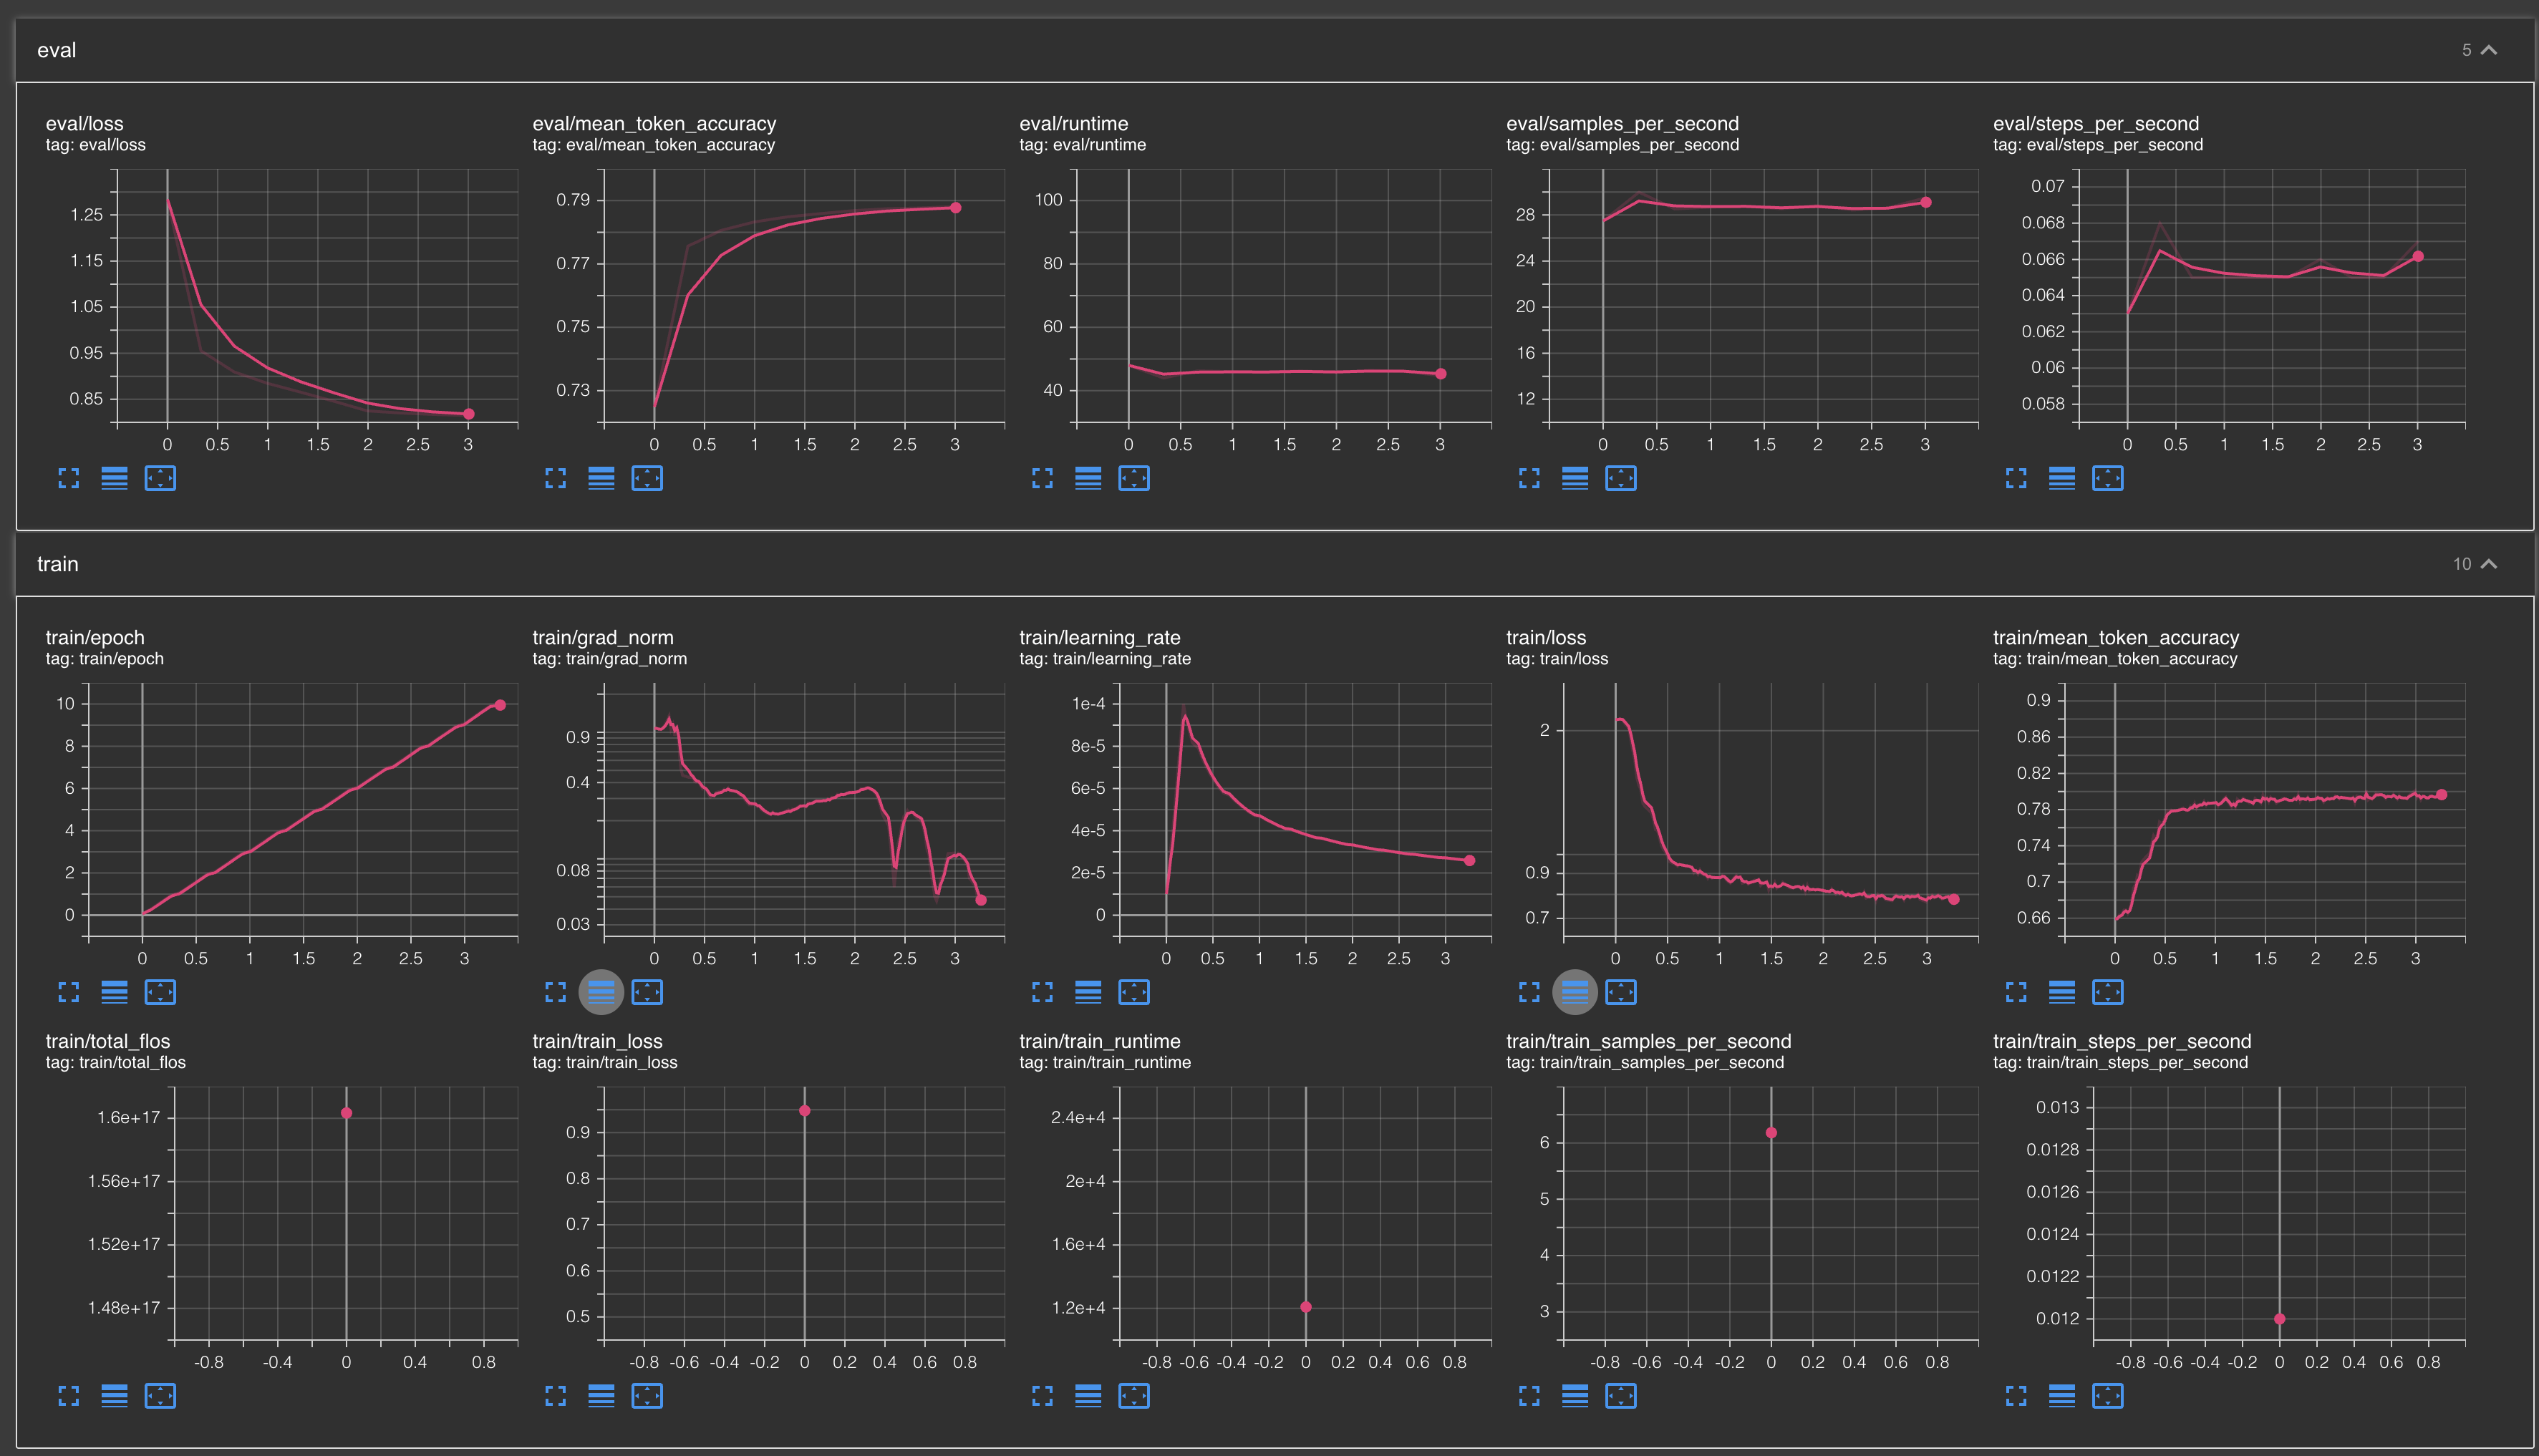 eval
5
eval/loss
tag: eval/loss
1.25
1.15
1.05
0.95
0.85
0 0.5 1 1.5 2 2.5 3
eval/mean_token_accuracy
tag: eval/mean_token_accuracy
0.79
0.77
0.75
0.73
0 0.5 1 1.5 2 2.5 3
eval/runtime
tag: eval/runtime
100
80
60
40
0 0.5 1 1.5 2 2.5 3
eval/samples_per_second
tag: eval/samples_per_second
28
24
20
16
12
0 0.5 1 1.5 2 2.5 3
eval/steps_per_second
tag: eval/steps_per_second
0.07
0.068
0.066
0.064
0.062
0.06
0.058
0 0.5 1 1.5 2 2.5 3
train
10
train/epoch
tag: train/epoch
10
8
6
4
2
0
0 0.5 1 1.5 2 2.5 3
train/grad_norm
tag: train/grad_norm
0.9
0.4
0.08
0.03
0 0.5 1 1.5 2 2.5 3
train/learning_rate
tag: train/learning_rate
1e-4
8e-5
6e-5
4e-5
2e-5
0
0 0.5 1 1.5 2 2.5 3
train/loss
tag: train/loss
2
0.9
0.7
0 0.5 1 1.5 2 2.5 3
train/mean_token_accuracy
tag: train/mean_token_accuracy
0.9
0.86
0.82
0.78
0.74
0.7
0.66
0 0.5 1 1.5 2 2.5 3
train/total_flos
tag: train/total_flos
1.6e+17
1.56e+17
1.52e+17
1.48e+17
-0.8 -0.4 0 0.4 0.8
train/train_loss
tag: train/train_loss
0.9
0.8
0.7
0.6
0.5
-0.8 -0.6 -0.4 -0.2 0 0.2 0.4 0.6 0.8
train/train_runtime
tag: train/train_runtime
2.4e+4
2e+4
1.6e+4
1.2e+4
-0.8 -0.6 -0.4 -0.2 0 0.2 0.4 0.6 0.8
train/train_samples_per_second
tag: train/train_samples_per_second
6
5
4
3
-0.8 -0.6 -0.4 -0.2 0 0.2 0.4 0.6 0.8
train/train_steps_per_second
tag: train/train_steps_per_second
0.013
0.0128
0.0126
0.0124
0.0122
0.012
-0.8 -0.6 -0.4 -0.2 0 0.2 0.4 0.6 0.8